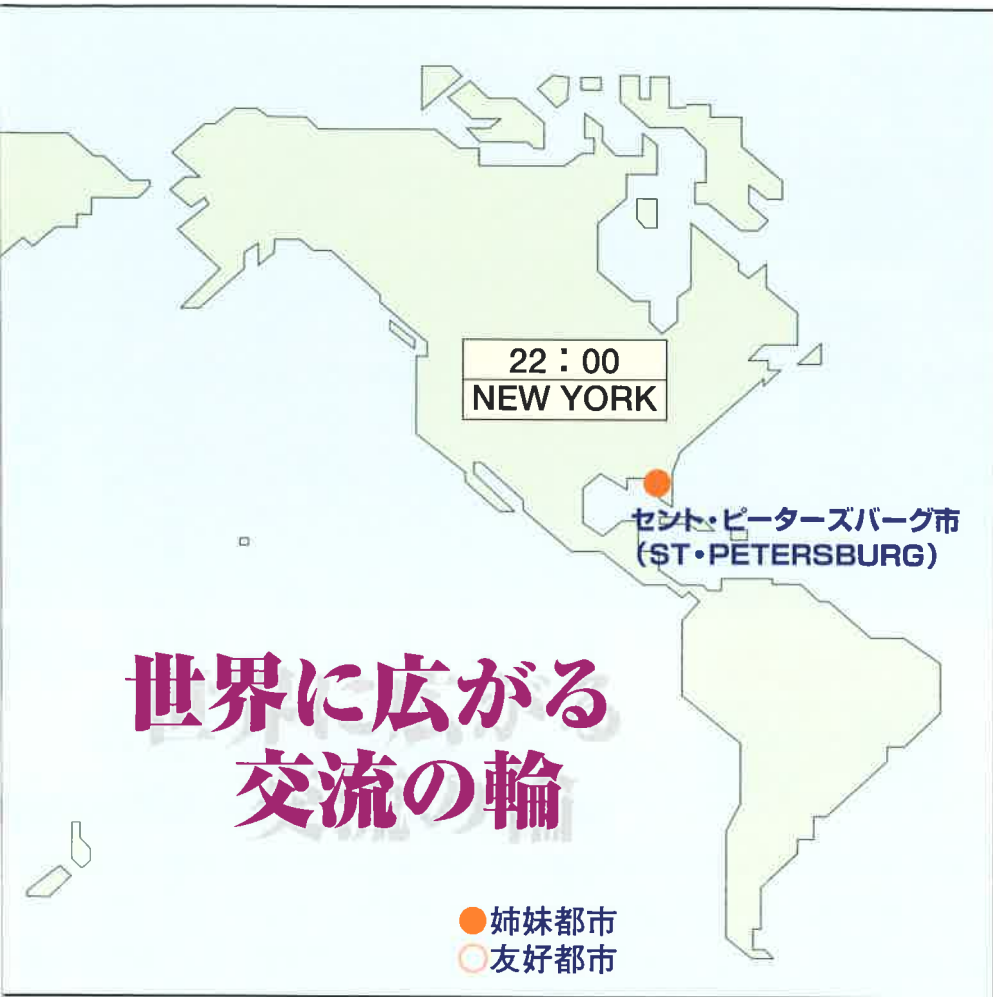 22：00
NEW YORK
セント・ピーターズバーグ市
（ST・PETERSBURG）
世界に広がる
交流の輪
●姉妹都市
○友好都市